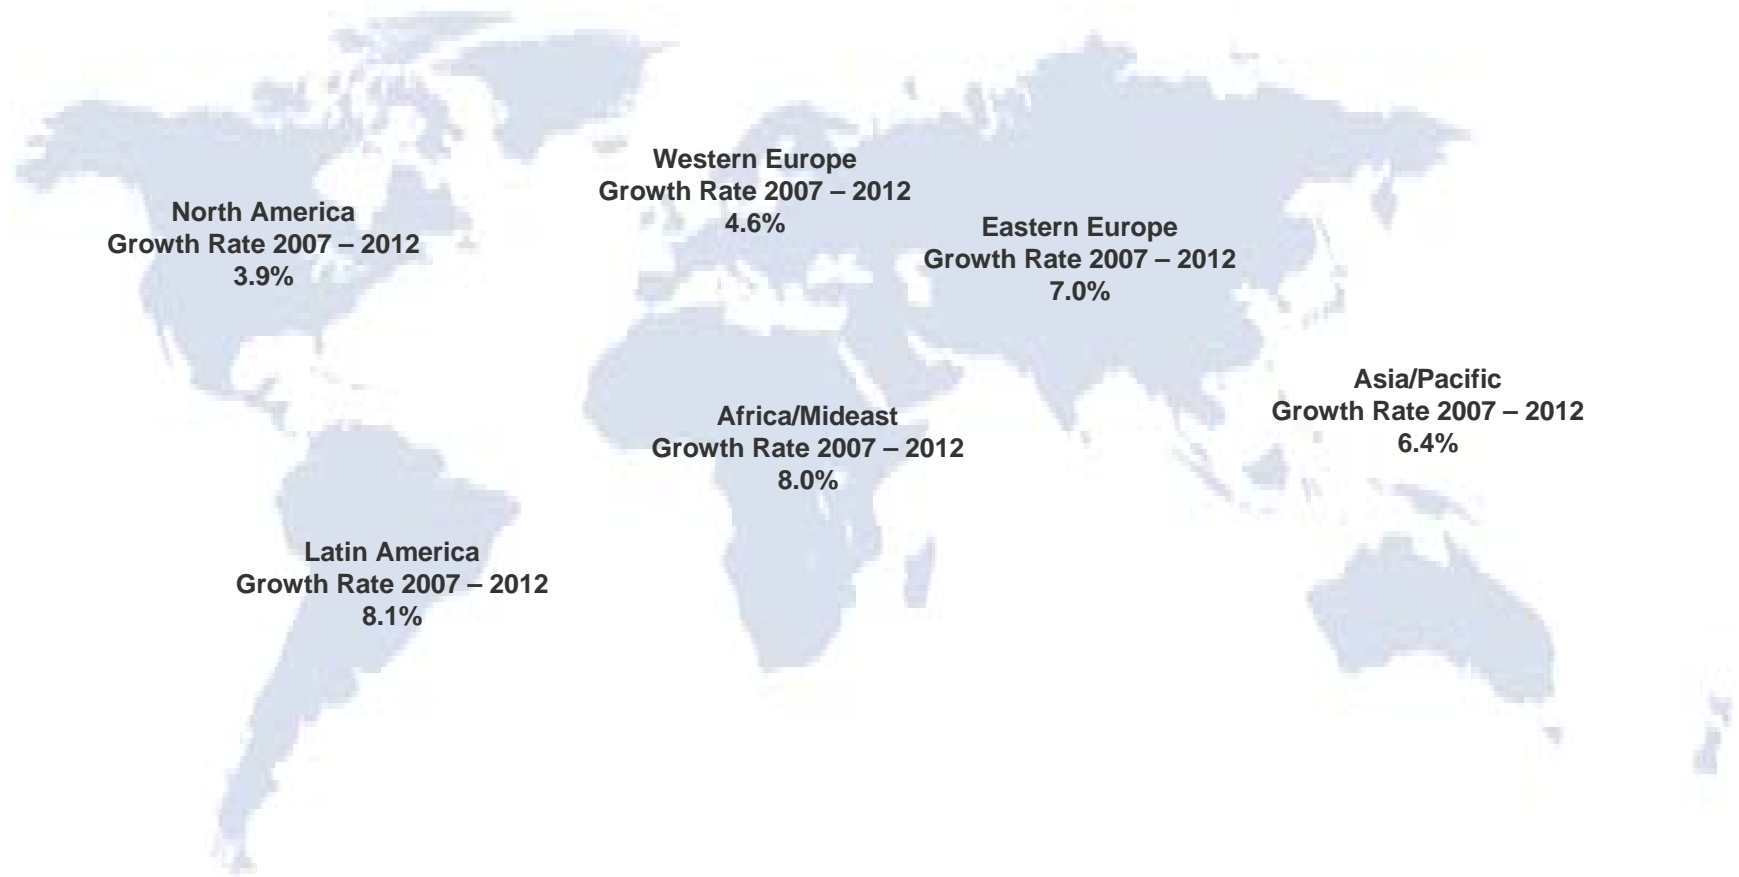 Western Europe
Growth Rate 2007 – 2012
4.6%
North America
Growth Rate 2007 – 2012
3.9%
Eastern Europe
Growth Rate 2007 – 2012
7.0%
Asia/Pacific
Growth Rate 2007 – 2012
6.4%
Africa/Mideast
Growth Rate 2007 – 2012
8.0%
Latin America
Growth Rate 2007 – 2012
8.1%